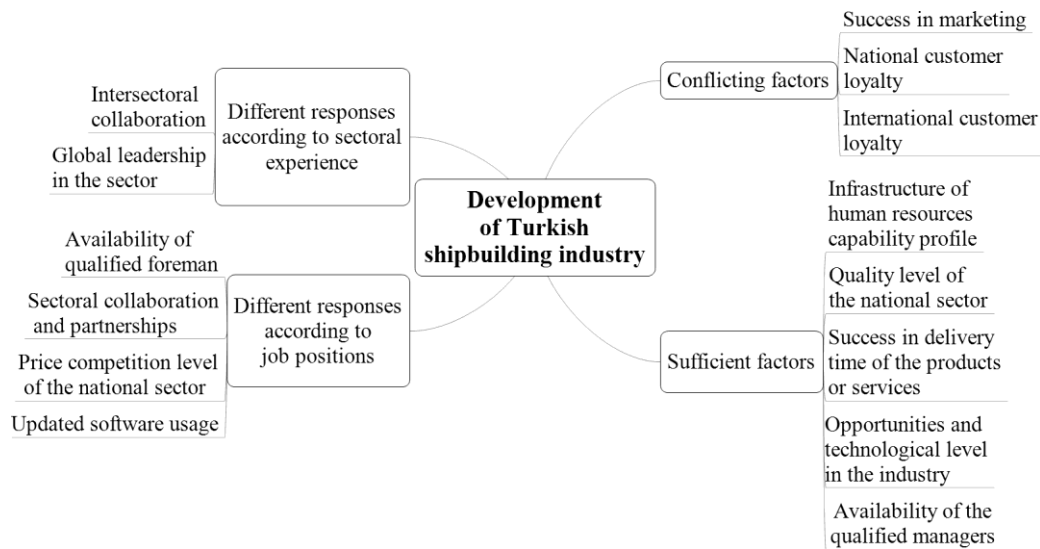 Intersectoral
collaboration
Global leadership
in the sector
Different responses
according to sectoral
experience
Availability of
qualified foreman
Sectoral collaboration
and partnerships
Price competition level
of the national sector
Updated software usage
Different responses
according to
job positions
Development
of Turkish
shipbuilding industry
Conflicting factors
Success in marketing
National customer
loyalty
International customer
loyalty
Sufficient factors
Infrastructure of
human resources
capability profile
Quality level of
the national sector
Success in delivery
time of the products
or services
Opportunities and
technological level
in the industry
Availability of the
qualified managers